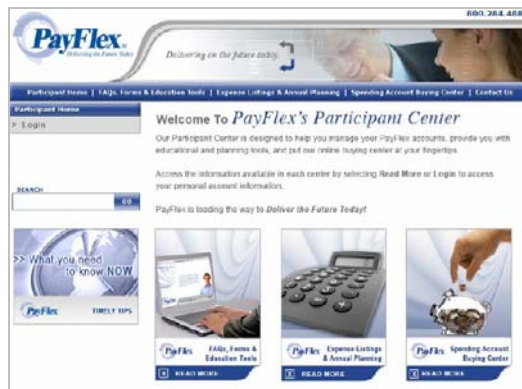 800.284.488
PayFlex
Delivering on the Future Today
Delivering on the future today.
Participant Home | FAQs, Forms & Education Tools | Expense Listings & Annual Planning | Spending Account Buying Center | Contact Us
Participant Home
> Login
Welcome To PayFlex's Participant Center
Our Participant Center is designed to help you manage your PayFlex accounts, provide you with
educational and planning tools, and put our online buying center at your fingertips.
Access the information available in each center by selecting Read More or Login to access
your personal account information.
PayFlex is leading the way to Deliver the Future Today!
SEARCH
GO
>> What you need
to know NOW
PayFlex TIMELY TIPS
PayFlex FAQs, Forms &
Education Tools
READ MORE
PayFlex Expense Listings
& Annual Planning
READ MORE
PayFlex Spending Account
Buying Center
READ MORE